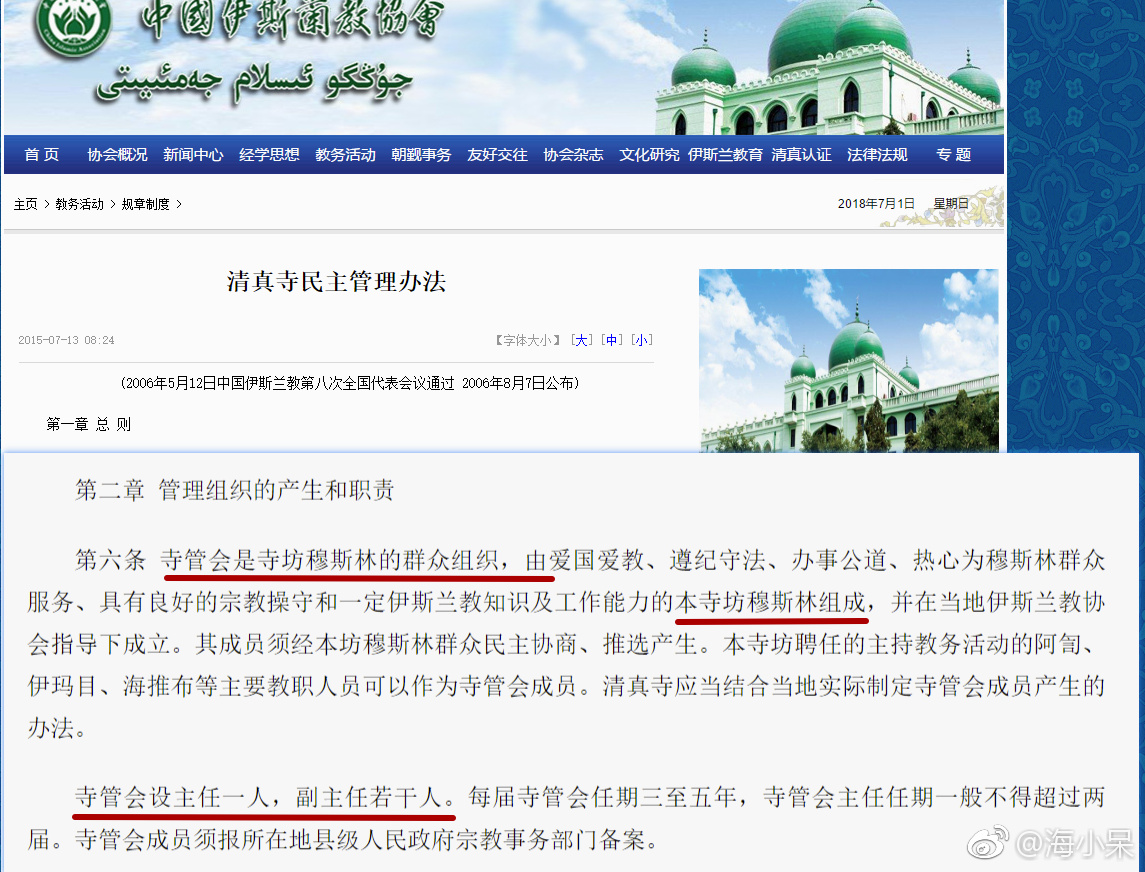 中國伊斯蘭教協會
جۇڭگو ئىسلام جەمئىيىتى
首 页 协会概况 新闻中心 经学思想 教务活动 朝觐事务 友好交往 协会杂志 文化研究 伊斯兰教育 清真认证 法律法规 专 题
主页 > 教务活动 > 规章制度 >
2018年7月1日 星期日
清真寺民主管理办法
2015-07-13 08:24
【字体大小】 [大] [中] [小]
(2006年5月12日中国伊斯兰教第八次全国代表会议通过 2006年8月7日公布)
第一章 总 则
第二章 管理组织的产生和职责
第六条 寺管会是寺坊穆斯林的群众组织，由爱国爱教、遵纪守法、办事公道、热心为穆斯林群众
服务、具有良好的宗教操守和一定伊斯兰教知识及工作能力的本寺坊穆斯林组成，并在当地伊斯兰教协
会指导下成立。其成员须经本坊穆斯林群众民主协商、推选产生。本寺坊聘任的主持教务活动的阿訇、
伊玛目、海推布等主要教职人员可以作为寺管会成员。清真寺应当结合当地实际制定寺管会成员产生的
办法。
寺管会设主任一人，副主任若干人。每届寺管会任期三至五年，寺管会主任任期一般不得超过两
届。寺管会成员须报所在地县级人民政府宗教事务部门备案。
@海小呆